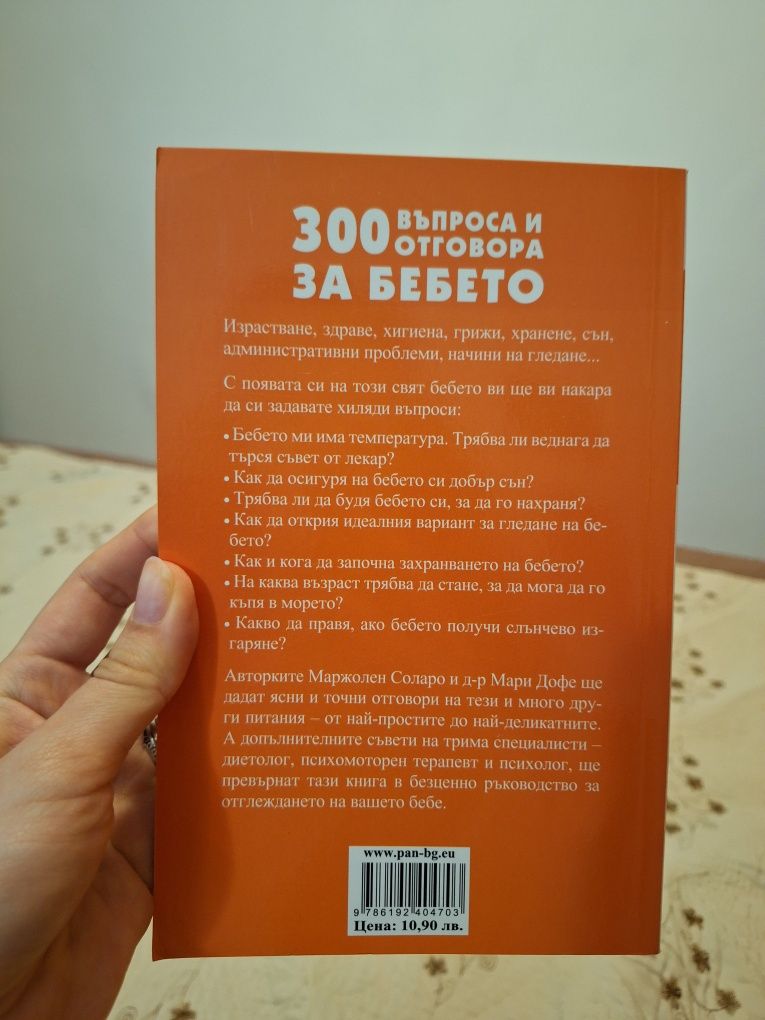 300 ВЪПРОСА И
ОТГОВОРА
ЗА БЕБЕТО
Израстване, здраве, хигиена, грижи, хранене, сън,
административни проблеми, начини на гледане...
С появата си на този свят бебето ви ще ви накара
да си задавате хиляди въпроси:
• Бебето ми има температура. Трябва ли веднага да
търся съвет от лекар?
• Как да осигуря на бебето си добър сън?
• Трябва ли да будя бебето си, за да го нахраня?
• Как да открия идеалния вариант за гледане на бе-
бето?
• Как и кога да започна захранването на бебето?
• На каква възраст трябва да стане, за да мога да го
къпя в морето?
• Какво да правя, ако бебето получи слънчево из-
гаряне?
Авторките Маржолен Соларо и д-р Мари Дофе ще
дадат ясни и точни отговори на тези и много дру-
ги питания – от най-простите до най-деликатните.
А допълнителните съвети на трима специалисти –
диетолог, психомоторен терапевт и психолог, ще
превърнат тази книга в безценно ръководство за
отглеждането на вашето бебе.
www.pan-bg.eu
9 786192 404703
Цена: 10,90 лв.